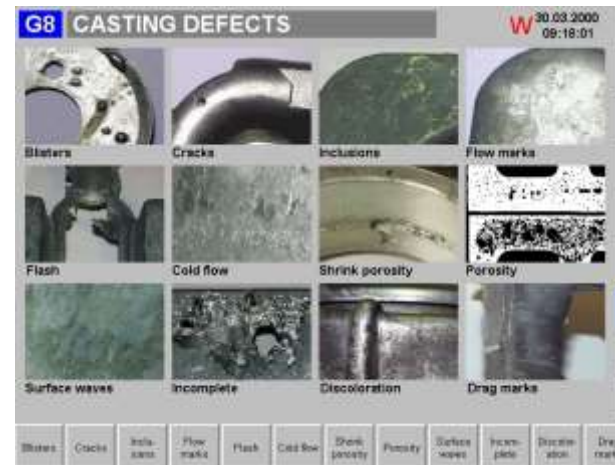 G8 CASTING DEFECTS
W
30.03.2000
09:18:01
Blisters
Cracks
Inclusions
Flow marks
Flash
Cold flow
Shrink porosity
Porosity
Surface waves
Incomplete
Discoloration
Drag marks
Blisters
Cracks
Inclu-
sions
Flow
marks
Flash
Cold flow
Shrink
porosity
Porosity
Surface
waves
Incom-
plete
Discolor-
ation